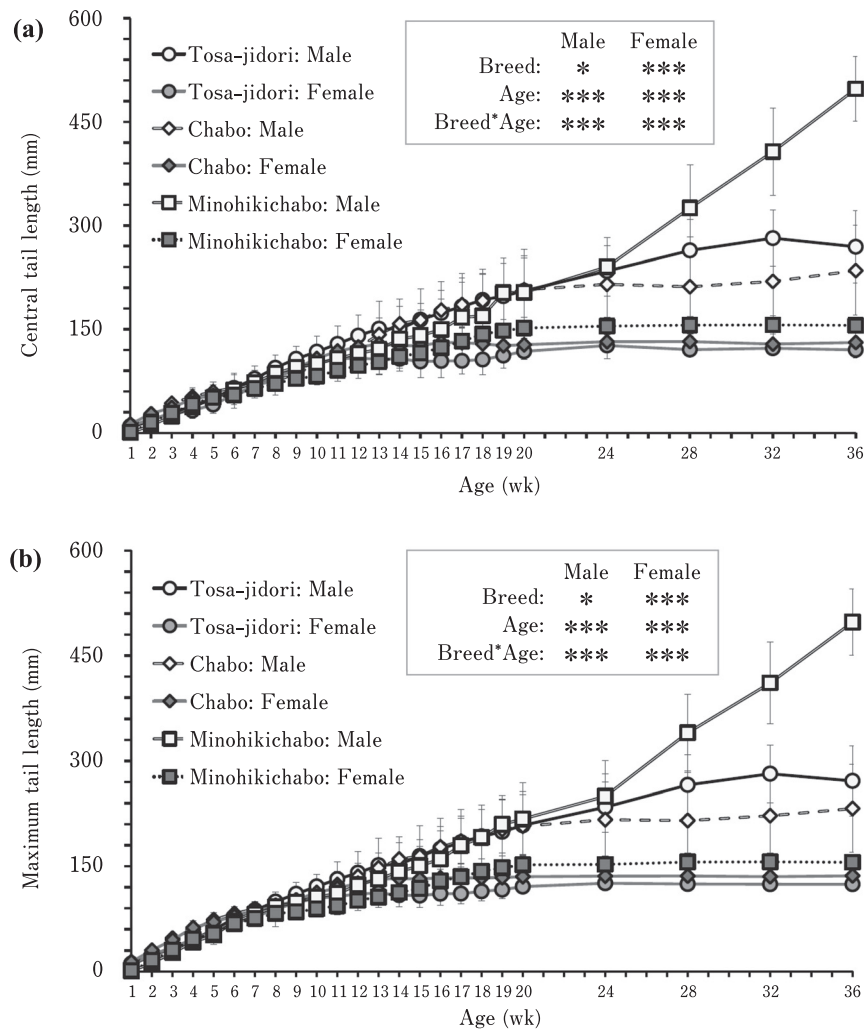 (a)
600
450
300
150
0
Central tail length (mm)
Tosa-jidori: Male
Tosa-jidori: Female
Chabo: Male
Chabo: Female
Minohikichabo: Male
Minohikichabo: Female
Male Female
Breed: * ***
Age: *** ***
Breed*Age: *** ***
1 2 3 4 5 6 7 8 9 10 11 12 13 14 15 16 17 18 19 20 24 28 32 36
Age (wk)
(b)
600
450
300
150
0
Maximum tail length (mm)
Tosa-jidori: Male
Tosa-jidori: Female
Chabo: Male
Chabo: Female
Minohikichabo: Male
Minohikichabo: Female
Male Female
Breed: * ***
Age: *** ***
Breed*Age: *** ***
1 2 3 4 5 6 7 8 9 10 11 12 13 14 15 16 17 18 19 20 24 28 32 36
Age (wk)